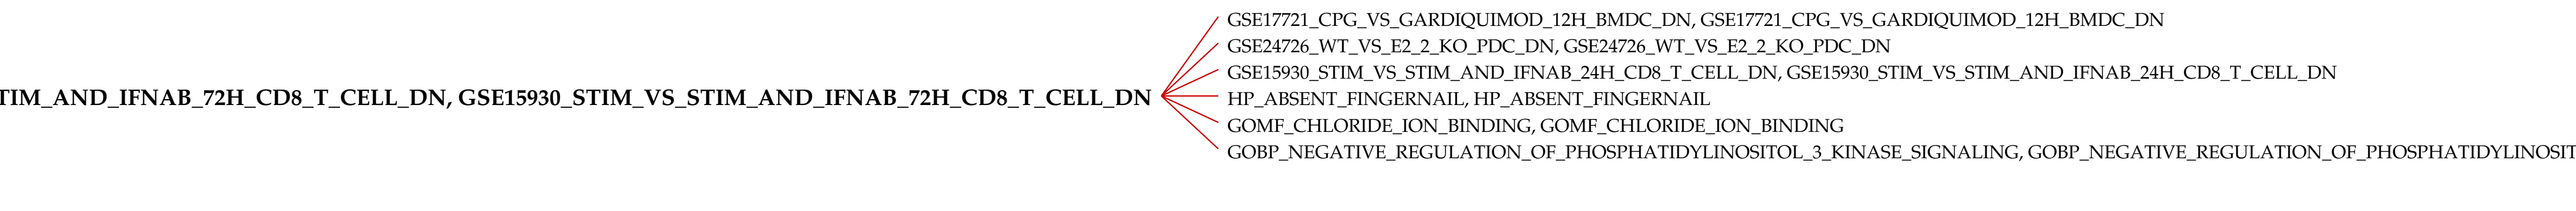 GSE17721_CPG_VS_GARDIQUIMOD_12H_BMDC_DN, GSE17721_CPG_VS_GARDIQUIMOD_12H_BMDC_DN
GSE24726_WT_VS_E2_2_KO_PDC_DN, GSE24726_WT_VS_E2_2_KO_PDC_DN
GSE15930_STIM_VS_STIM_AND_IFNAB_24H_CD8_T_CELL_DN, GSE15930_STIM_VS_STIM_AND_IFNAB_24H_CD8_T_CELL_DN
TIM_AND_IFNAB_72H_CD8_T_CELL_DN, GSE15930_STIM_VS_STIM_AND_IFNAB_72H_CD8_T_CELL_DN
HP_ABSENT_FINGERNAIL, HP_ABSENT_FINGERNAIL
GOMF_CHLORIDE_ION_BINDING, GOMF_CHLORIDE_ION_BINDING
GOBP_NEGATIVE_REGULATION_OF_PHOSPHATIDYLINOSITOL_3_KINASE_SIGNALING, GOBP_NEGATIVE_REGULATION_OF_PHOSPHATIDYLINOSIT